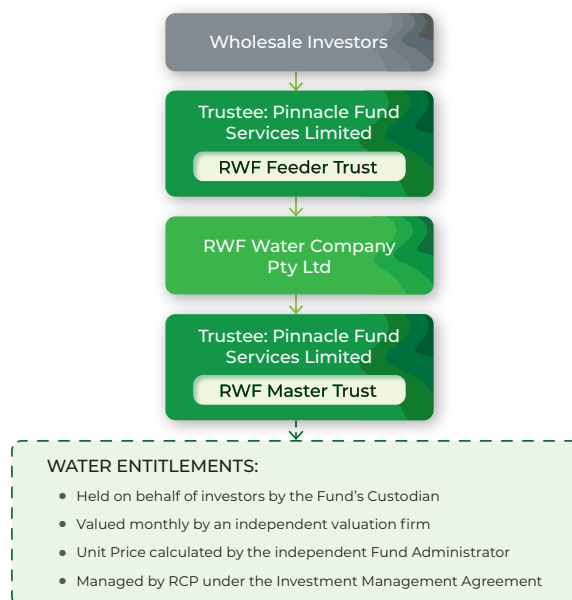 Wholesale Investors
Trustee: Pinnacle Fund
Services Limited
RWF Feeder Trust
RWF Water Company
Pty Ltd
Trustee: Pinnacle Fund
Services Limited
RWF Master Trust
WATER ENTITLEMENTS:
• Held on behalf of investors by the Fund’s Custodian
• Valued monthly by an independent valuation firm
• Unit Price calculated by the independent Fund Administrator
• Managed by RCP under the Investment Management Agreement